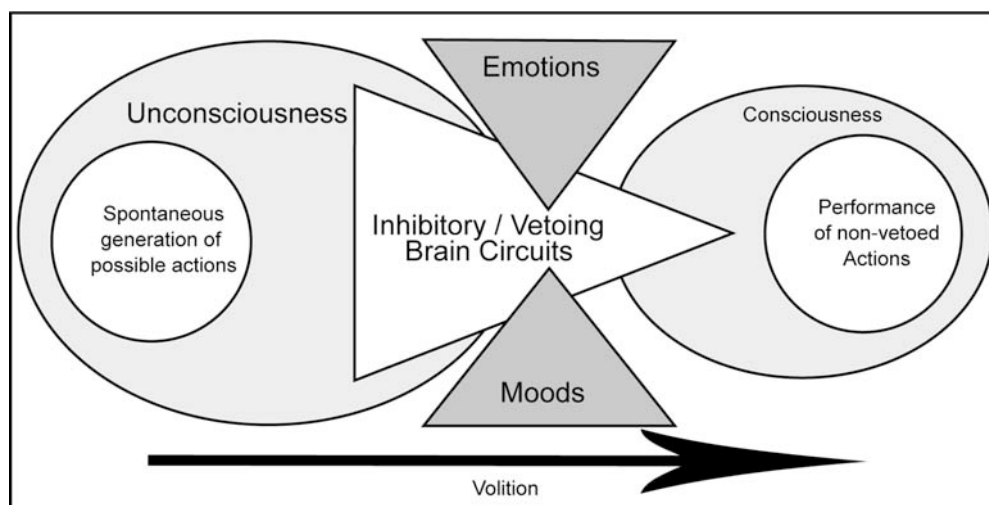 Emotions
Unconsciousness
Consciousness
Spontaneous
generation of
possible actions
Inhibitory / Vetoing
Brain Circuits
Performance
of non-vetoed
Actions
Moods
Volition